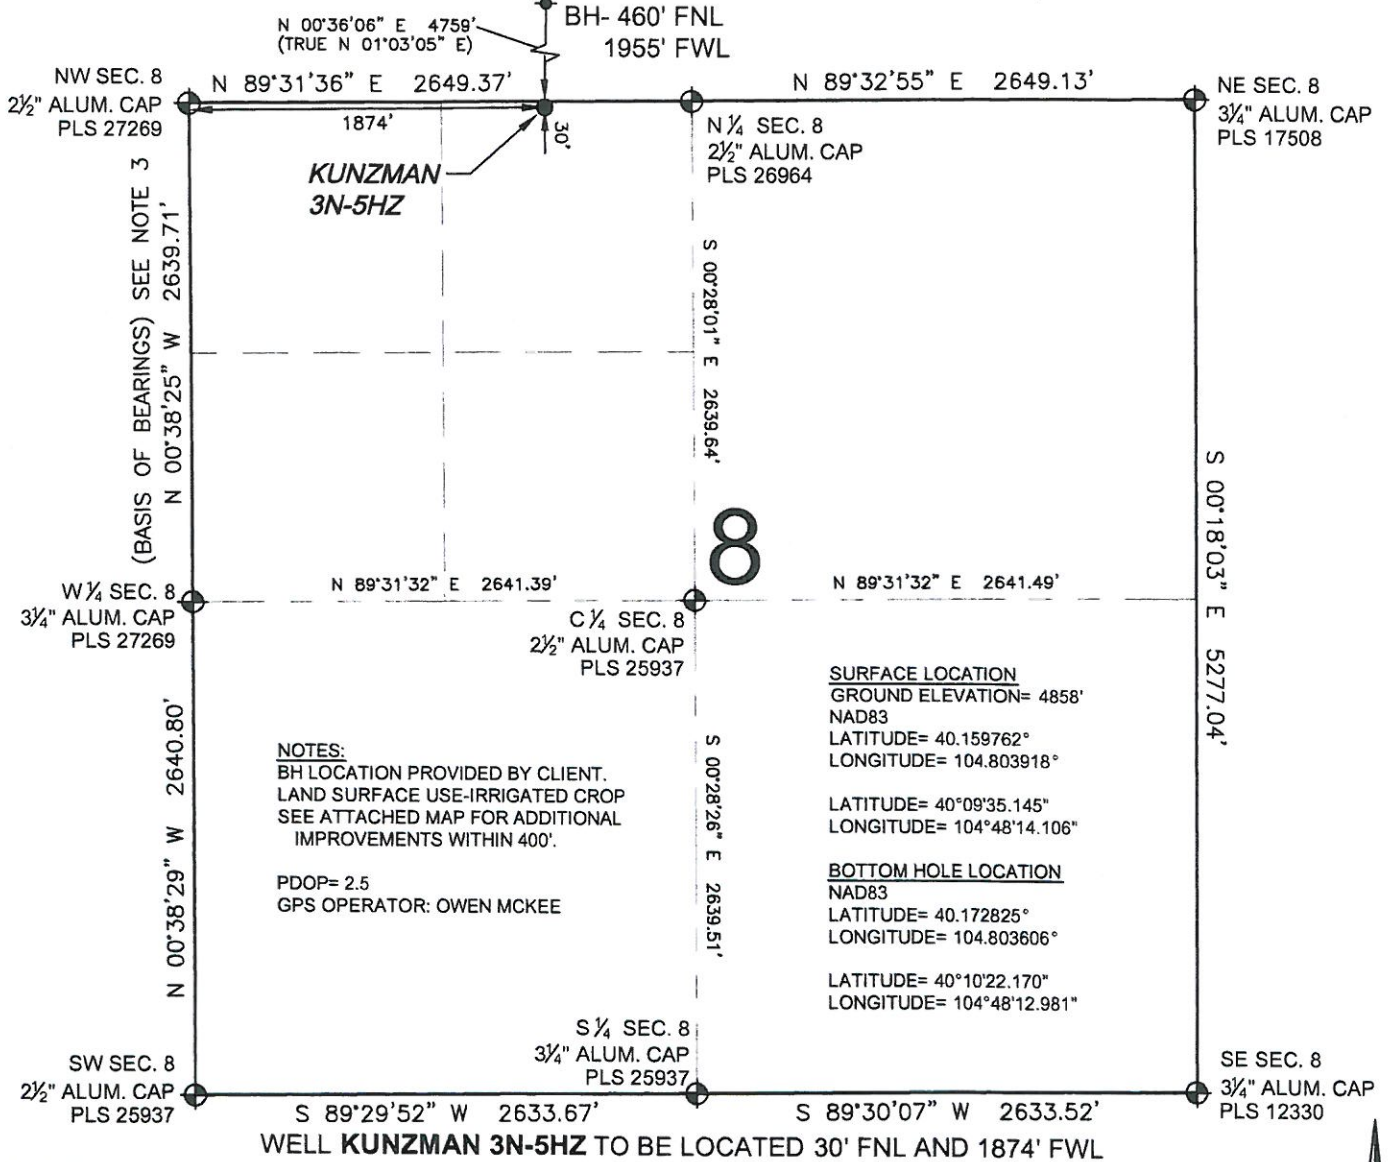 BH- 460' FNL
1955' FWL
N 00°36'06" E 4759'
(TRUE N 01°03'05" E)
NW SEC. 8
2½" ALUM. CAP
PLS 27269
N 89°31'36" E 2649.37'
N 89°32'55" E 2649.13'
NE SEC. 8
3¼" ALUM. CAP
PLS 17508
1874'
30'
N ¼ SEC. 8
2½" ALUM. CAP
PLS 26964
KUNZMAN
3N-5HZ
(BASIS OF BEARINGS) SEE NOTE 3
N 00°38'25" W 2639.71'
S 00°28'01" E 2639.64'
8
S 00°18'03" E 5277.04'
W ¼ SEC. 8
3¼" ALUM. CAP
PLS 27269
N 89°31'32" E 2641.39'
N 89°31'32" E 2641.49'
C ¼ SEC. 8
2½" ALUM. CAP
PLS 25937
SURFACE LOCATION
GROUND ELEVATION= 4858'
NAD83
LATITUDE= 40.159762°
LONGITUDE= 104.803918°
LATITUDE= 40°09'35.145"
LONGITUDE= 104°48'14.106"
BOTTOM HOLE LOCATION
NAD83
LATITUDE= 40.172825°
LONGITUDE= 104.803606°
LATITUDE= 40°10'22.170"
LONGITUDE= 104°48'12.981"
NOTES:
BH LOCATION PROVIDED BY CLIENT.
LAND SURFACE USE-IRRIGATED CROP
SEE ATTACHED MAP FOR ADDITIONAL
IMPROVEMENTS WITHIN 400'.
PDOP= 2.5
GPS OPERATOR: OWEN MCKEE
N 00°38'29" W 2640.80'
S 00°28'26" E 2639.51'
SW SEC. 8
2½" ALUM. CAP
PLS 25937
S ¼ SEC. 8
3¼" ALUM. CAP
PLS 25937
SE SEC. 8
3¼" ALUM. CAP
PLS 12330
S 89°29'52" W 2633.67'
S 89°30'07" W 2633.52'
WELL KUNZMAN 3N-5HZ TO BE LOCATED 30' FNL AND 1874' FWL